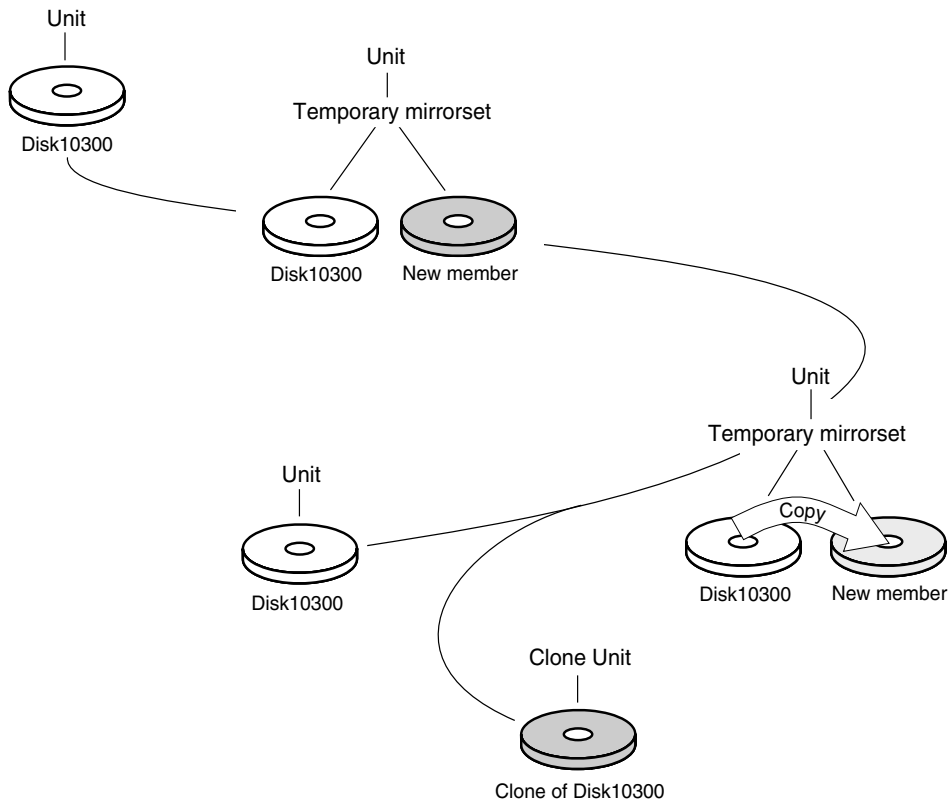 Unit
Disk10300
Unit
Temporary mirrorset
Disk10300
New member
Unit
Temporary mirrorset
Copy
Disk10300
New member
Unit
Disk10300
Clone Unit
Clone of Disk10300